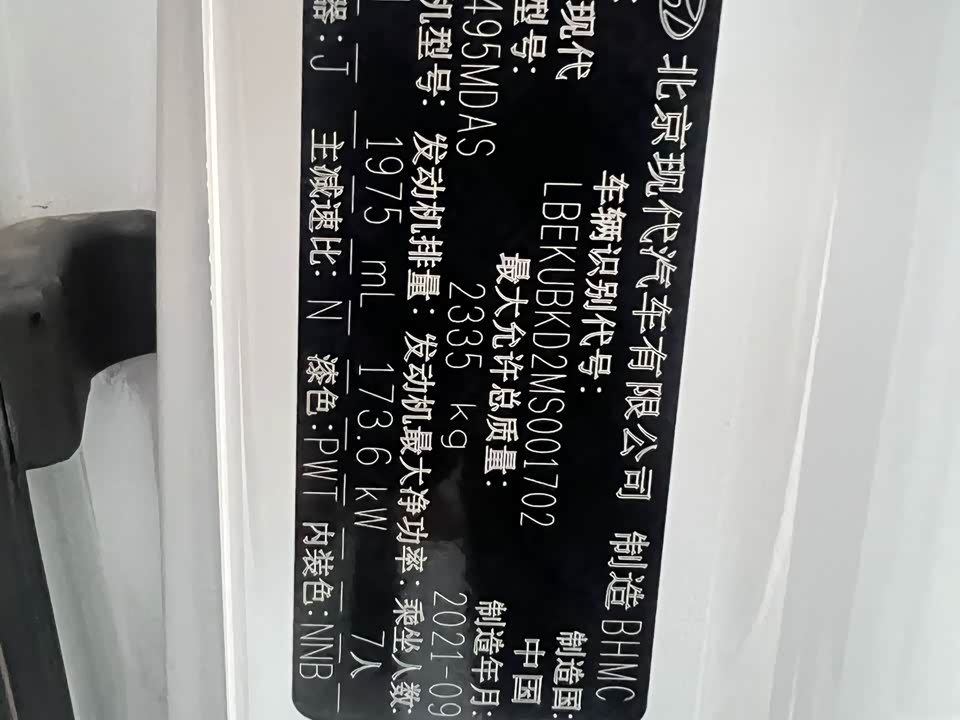 北京现代汽车有限公司 制造 BHMC
现代 车辆识别代号: 制造国:
LBEKUBKD2MS001702 中国
型号: 最大允许总质量: 制造年月:
495MDAS 2335 kg 2021-09
机型号: 发动机排量: 发动机最大净功率: 乘坐人数:
1975 mL 173.6 kW 7人
器: J 主减速比: N 漆色: PWT 内装色: NNB